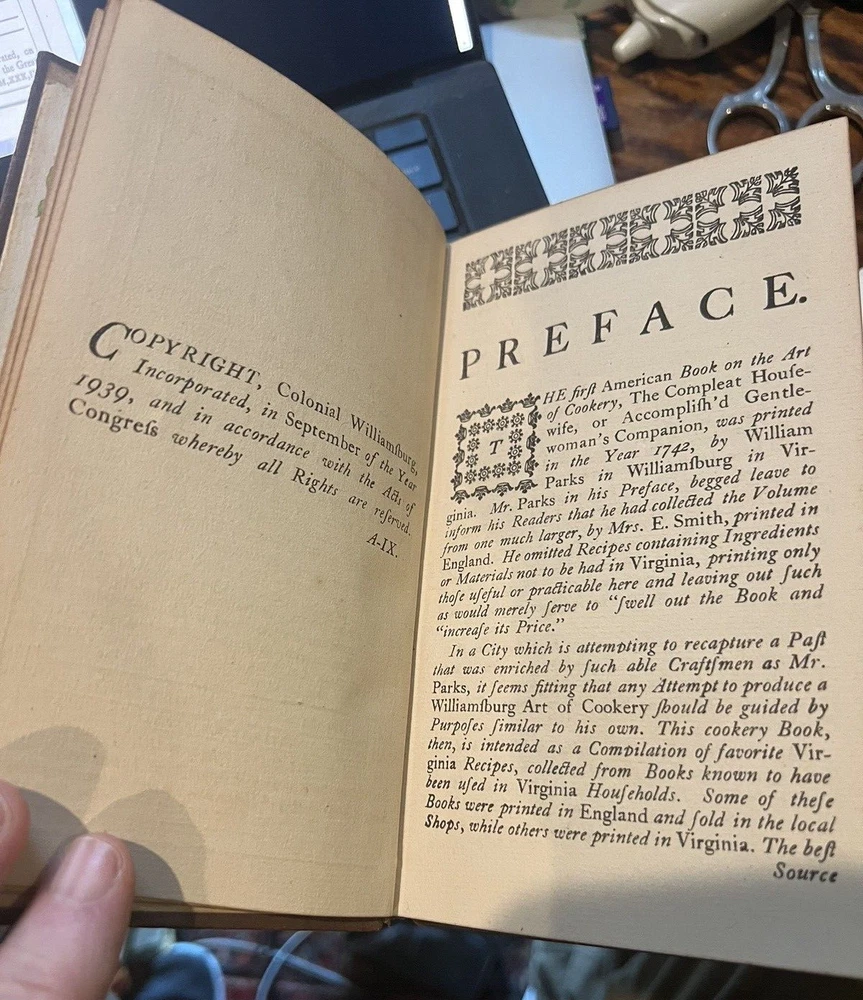 COPYRIGHT, Colonial Williamſburg,
Incorporated, in September of the Year
1939, and in accordance with the Acts of
Congreſs whereby all Rights are reſerved.
A-IX.
PREFACE.
THE firſt American Book on the Art
of Cookery, The Compleat Houſe-
wife, or Accompliſh'd Gentle-
woman's Companion, was printed
in the Year 1742, by William
Parks in Williamſburg in Vir-
ginia. Mr. Parks in his Preface, begged leave to
inform his Readers that he had collected the Volume
from one much larger, by Mrs. E. Smith, printed in
England. He omitted Recipes containing Ingredients
or Materials not to be had in Virginia, printing only
thoſe uſeful or practicable here and leaving out ſuch
as would merely ſerve to "ſwell out the Book and
"increaſe its Price."
In a City which is attempting to recapture a Paſt
that was enriched by ſuch able Craftſmen as Mr.
Parks, it ſeems fitting that any Attempt to produce a
Williamſburg Art of Cookery ſhould be guided by
Purpoſes ſimilar to his own. This cookery Book,
then, is intended as a Compilation of favorite Vir-
ginia Recipes, collected from Books known to have
been uſed in Virginia Houſeholds. Some of theſe
Books were printed in England and ſold in the local
Shops, while others were printed in Virginia. The beſt
Source